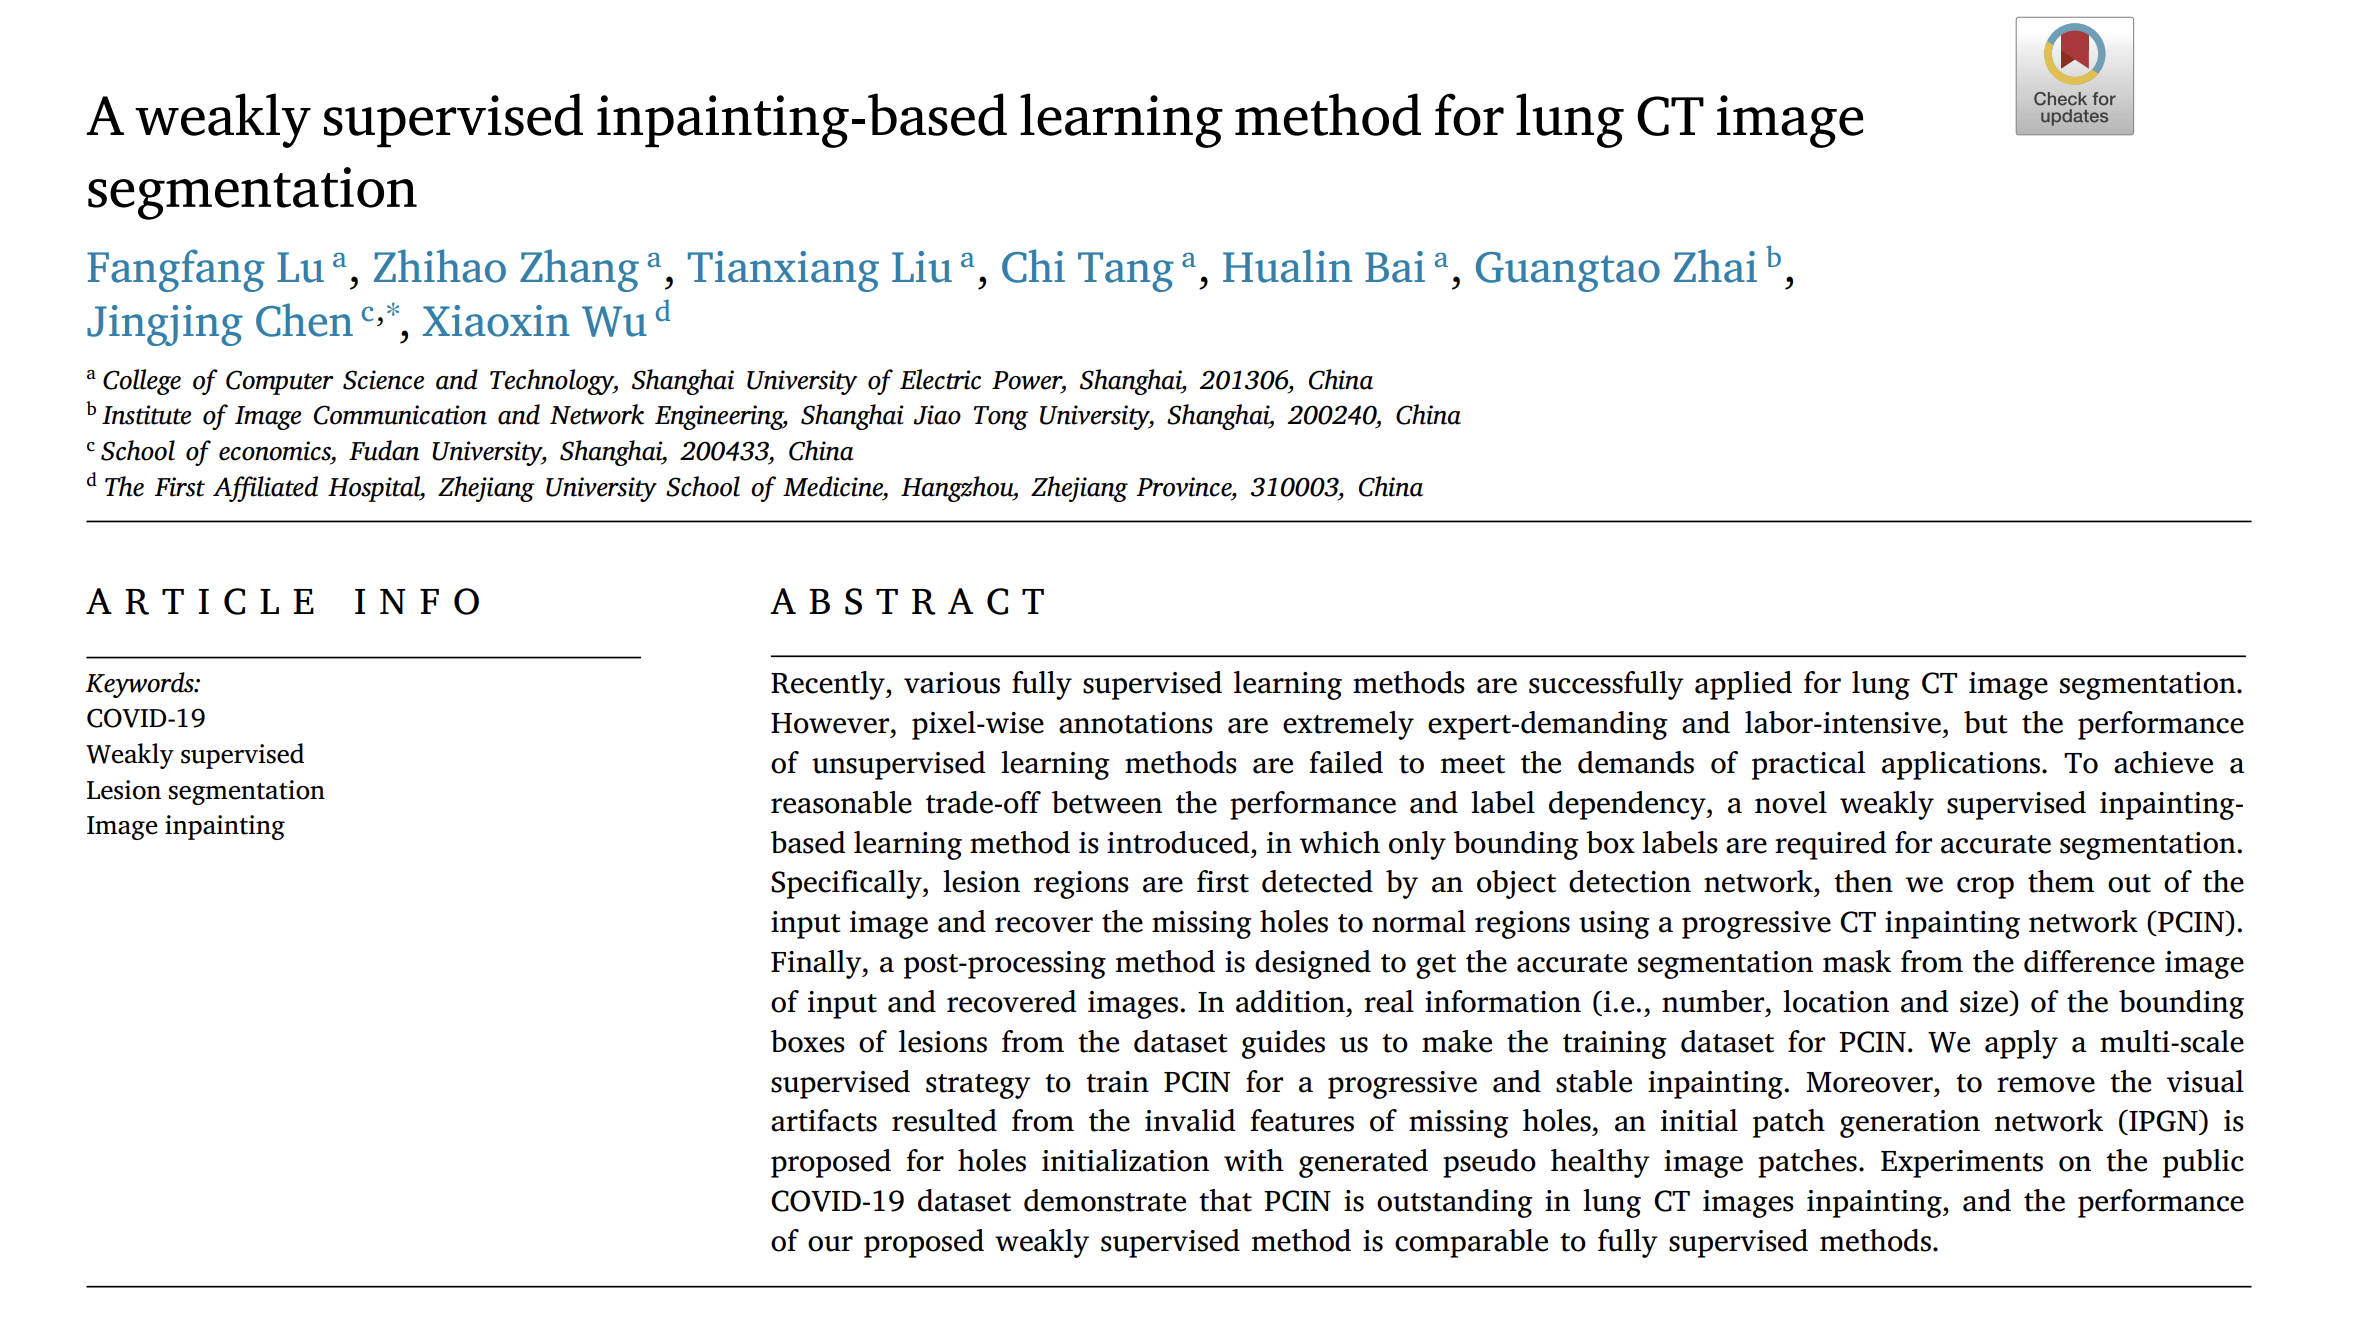 Check for
updates
A weakly supervised inpainting-based learning method for lung CT image
segmentation
Fangfang Lu a, Zhihao Zhang a, Tianxiang Liu a, Chi Tang a, Hualin Bai a, Guangtao Zhai b,
Jingjing Chen c,*, Xiaoxin Wu d
a College of Computer Science and Technology, Shanghai University of Electric Power, Shanghai, 201306, China
b Institute of Image Communication and Network Engineering, Shanghai Jiao Tong University, Shanghai, 200240, China
c School of economics, Fudan University, Shanghai, 200433, China
d The First Affiliated Hospital, Zhejiang University School of Medicine, Hangzhou, Zhejiang Province, 310003, China
ARTICLE INFO
Keywords:
COVID-19
Weakly supervised
Lesion segmentation
Image inpainting
ABSTRACT
Recently, various fully supervised learning methods are successfully applied for lung CT image segmentation.
However, pixel-wise annotations are extremely expert-demanding and labor-intensive, but the performance
of unsupervised learning methods are failed to meet the demands of practical applications. To achieve a
reasonable trade-off between the performance and label dependency, a novel weakly supervised inpainting-
based learning method is introduced, in which only bounding box labels are required for accurate segmentation.
Specifically, lesion regions are first detected by an object detection network, then we crop them out of the
input image and recover the missing holes to normal regions using a progressive CT inpainting network (PCIN).
Finally, a post-processing method is designed to get the accurate segmentation mask from the difference image
of input and recovered images. In addition, real information (i.e., number, location and size) of the bounding
boxes of lesions from the dataset guides us to make the training dataset for PCIN. We apply a multi-scale
supervised strategy to train PCIN for a progressive and stable inpainting. Moreover, to remove the visual
artifacts resulted from the invalid features of missing holes, an initial patch generation network (IPGN) is
proposed for holes initialization with generated pseudo healthy image patches. Experiments on the public
COVID-19 dataset demonstrate that PCIN is outstanding in lung CT images inpainting, and the performance
of our proposed weakly supervised method is comparable to fully supervised methods.